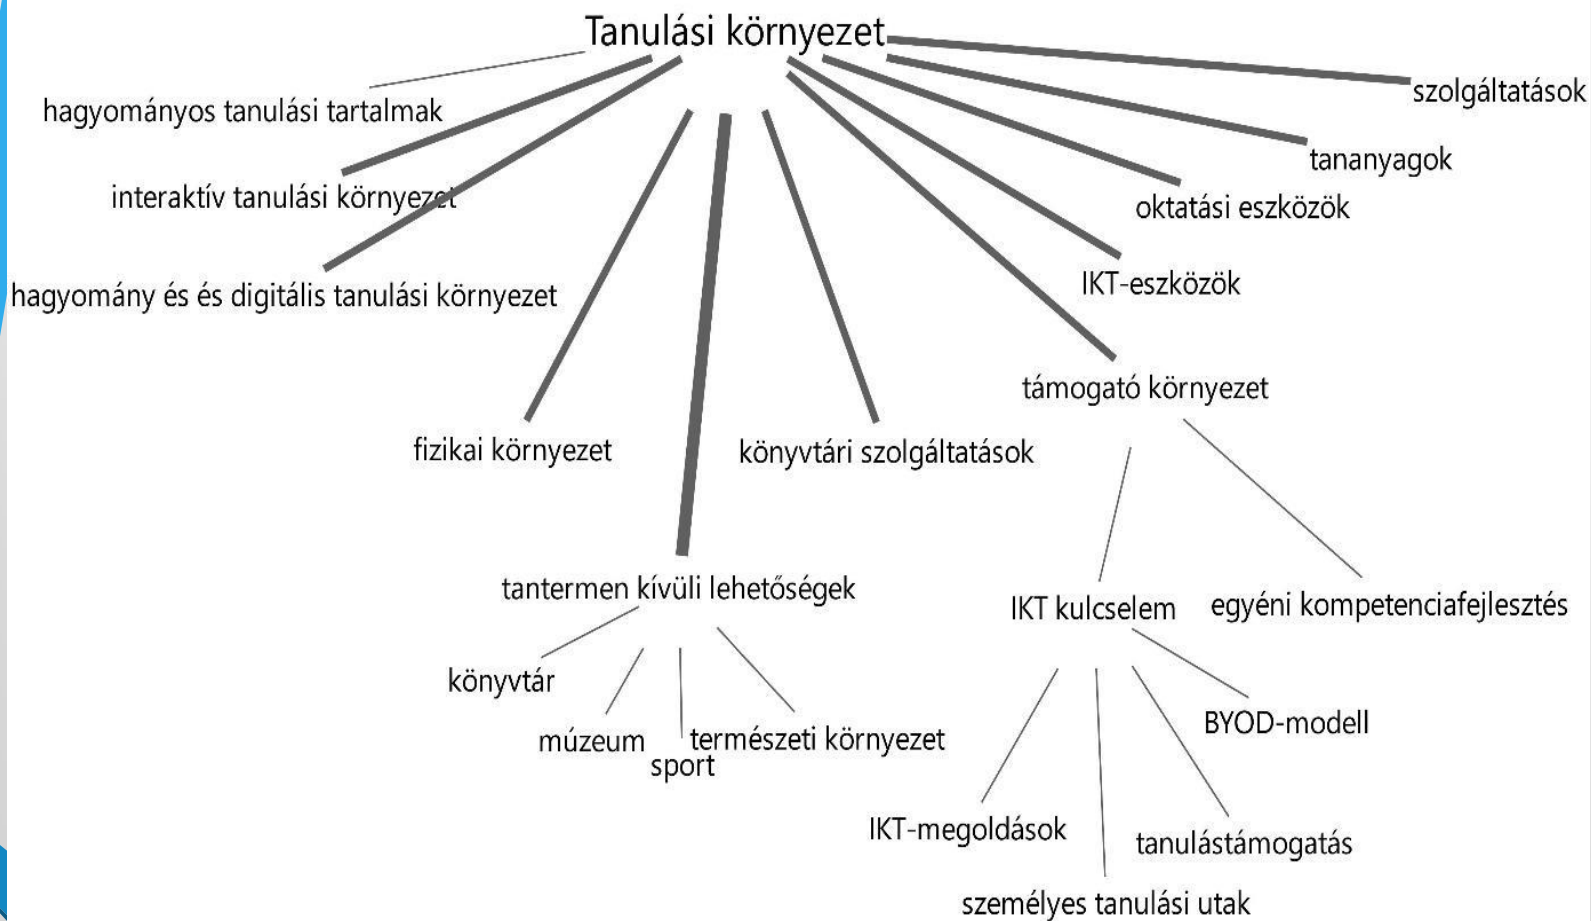 Tanulási környezet
szolgáltatások
hagyományos tanulási tartalmak
tananyagok
interaktív tanulási környezet
oktatási eszközök
IKT-eszközök
hagyomány és és digitális tanulási környezet
támogató környezet
fizikai környezet
könyvtári szolgáltatások
tantermen kívüli lehetőségek
IKT kulcselem
egyéni kompetenciafejlesztés
könyvtár
múzeum
sport
természeti környezet
BYOD-modell
IKT-megoldások
tanulástámogatás
személyes tanulási utak